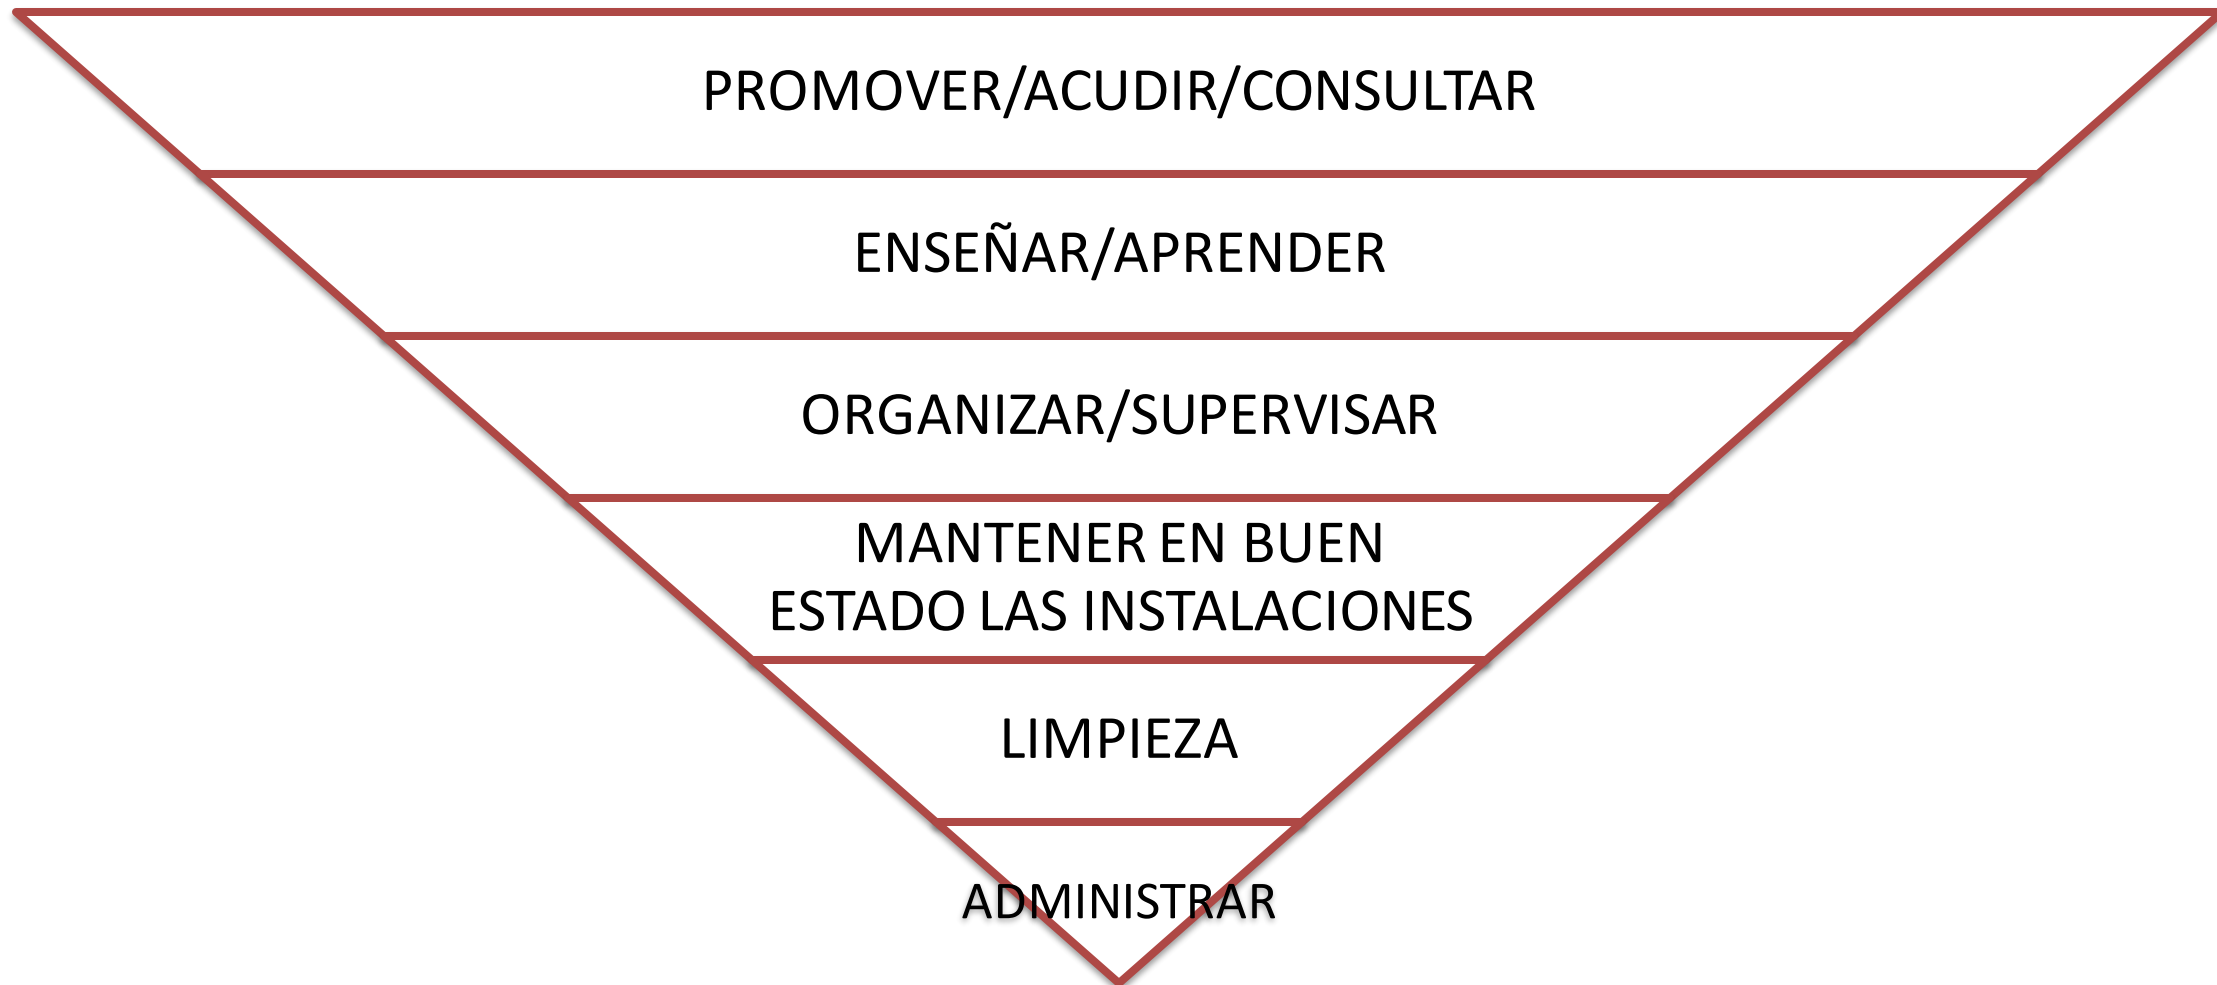 PROMOVER/ACUDIR/CONSULTAR
ENSEÑAR/APRENDER
ORGANIZAR/SUPERVISAR
MANTENER EN BUEN
ESTADO LAS INSTALACIONES
LIMPIEZA
ADMINISTRAR